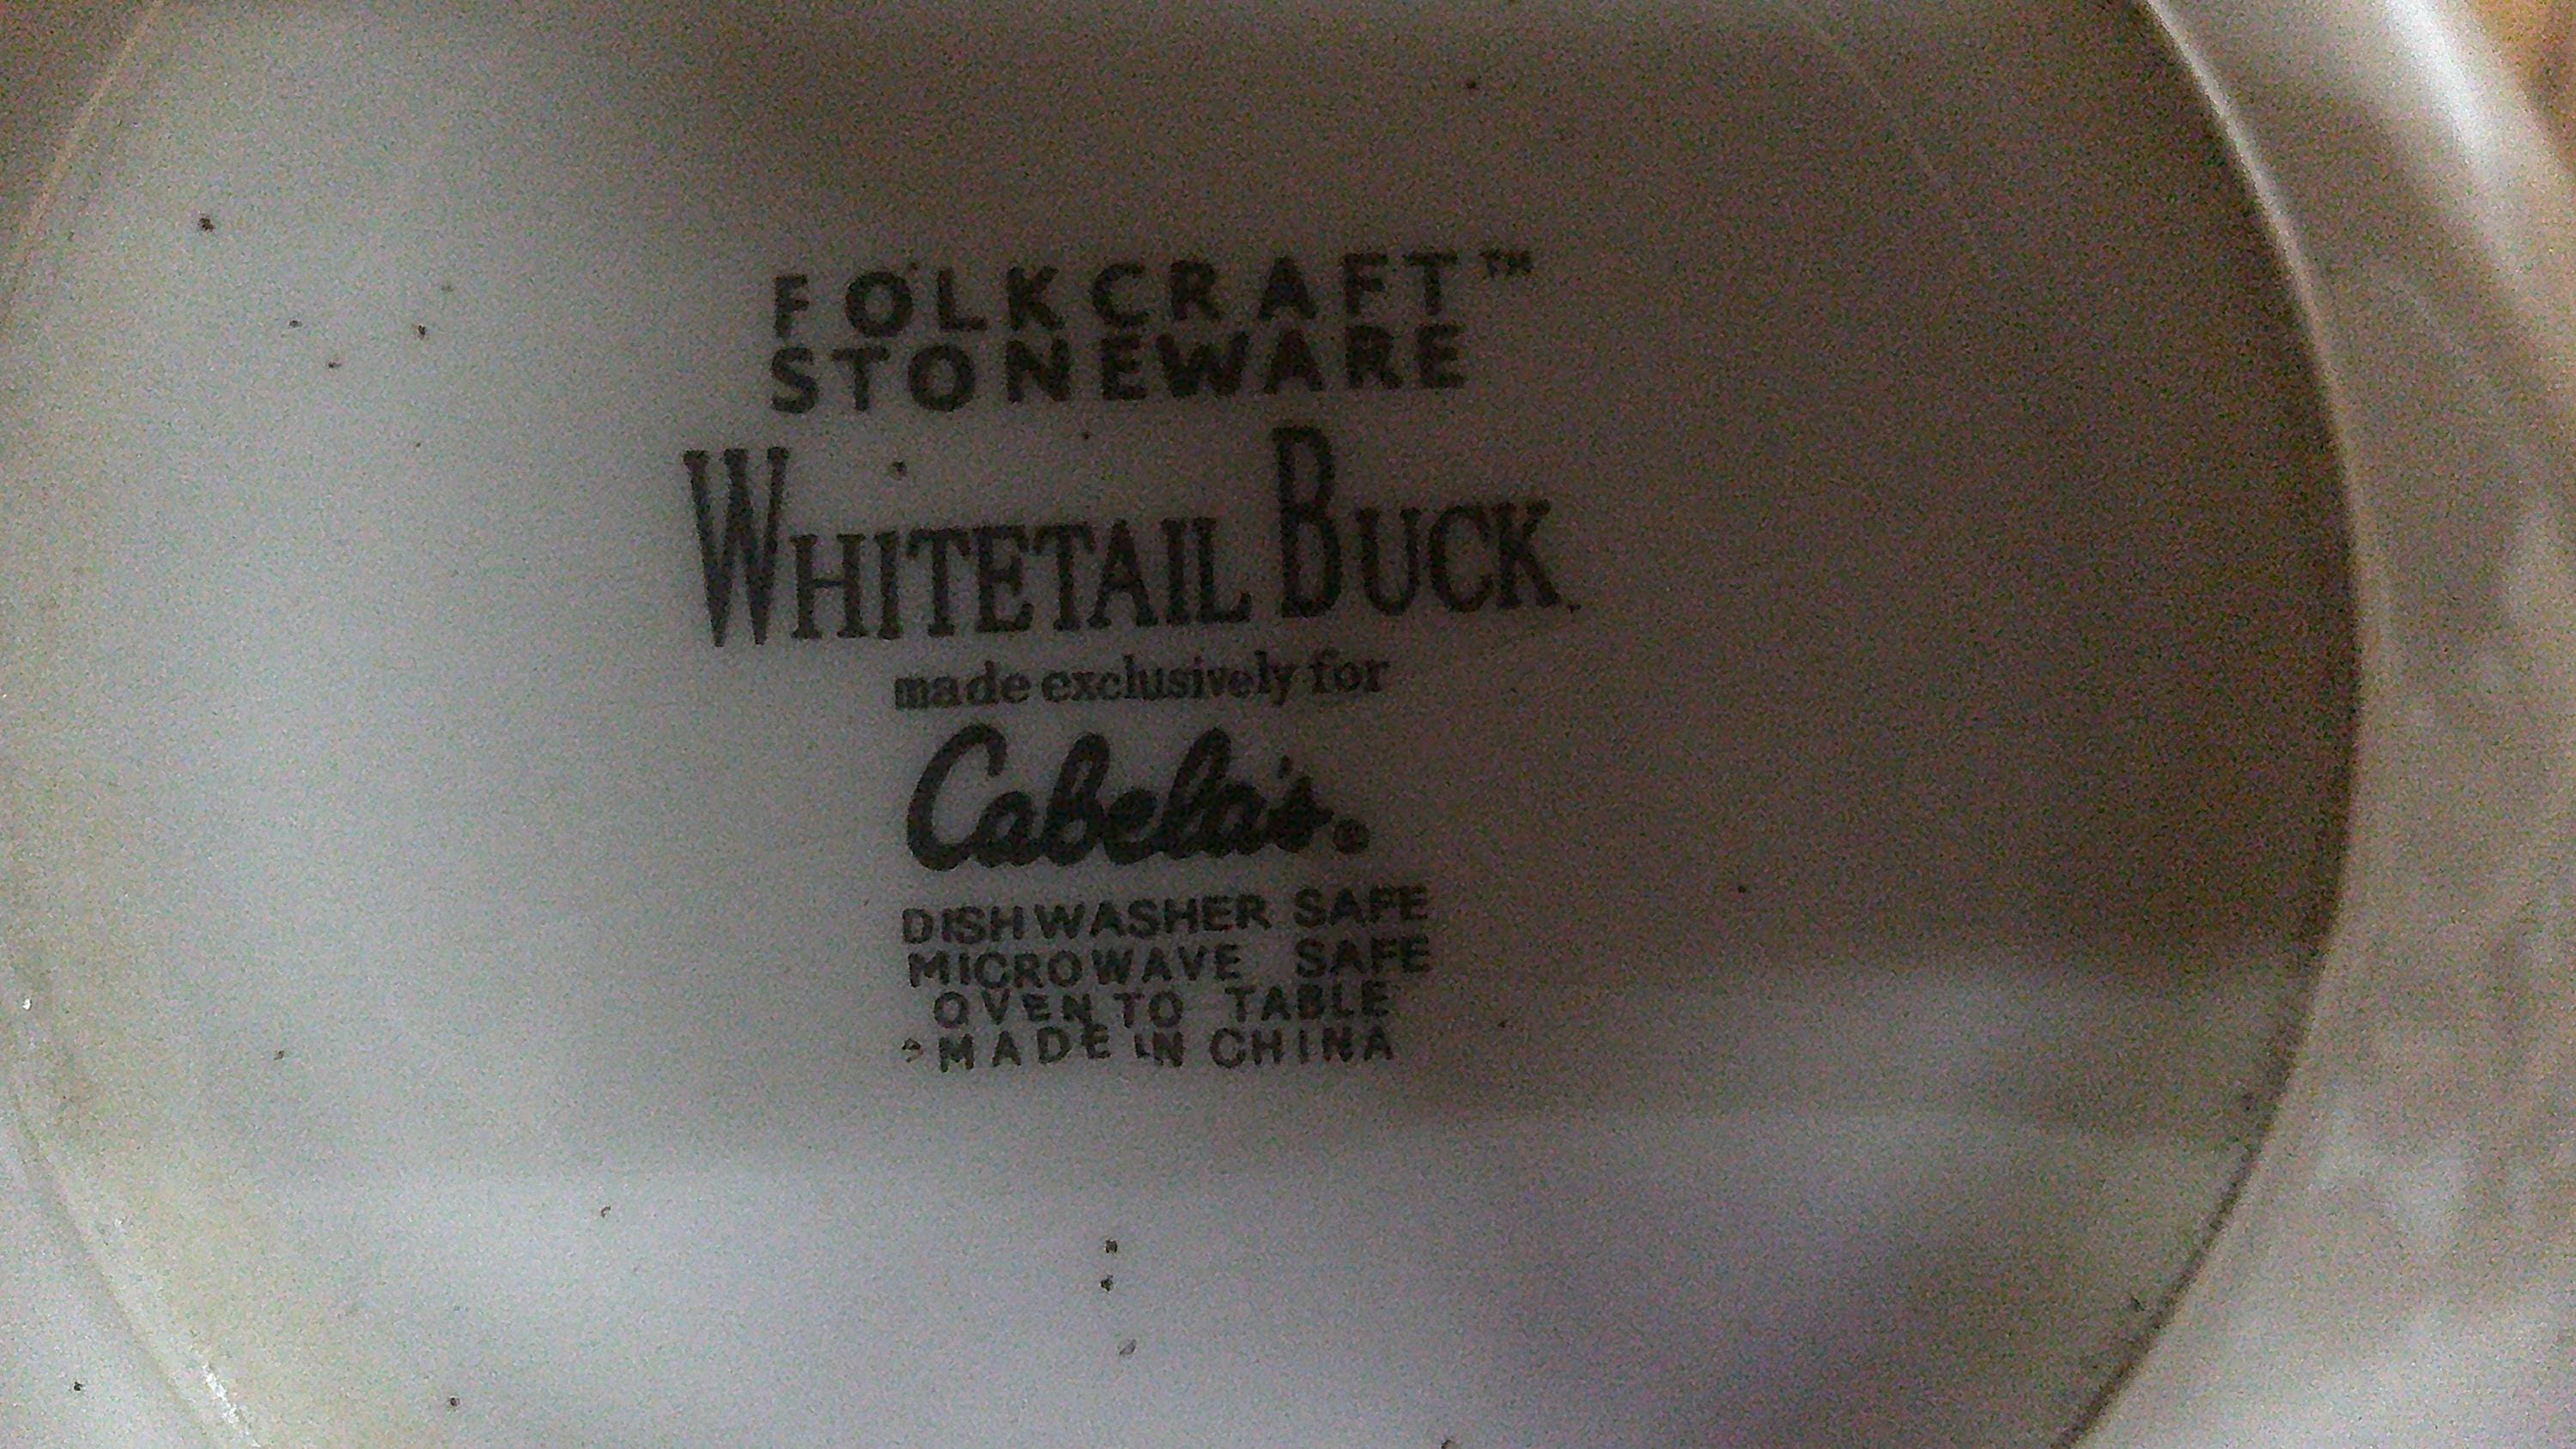 FOLKCRAFT™
STONEWARE
WHITETAIL BUCK
made exclusively for
Cabela's®
DISHWASHER SAFE
MICROWAVE SAFE
OVEN TO TABLE
MADE IN CHINA